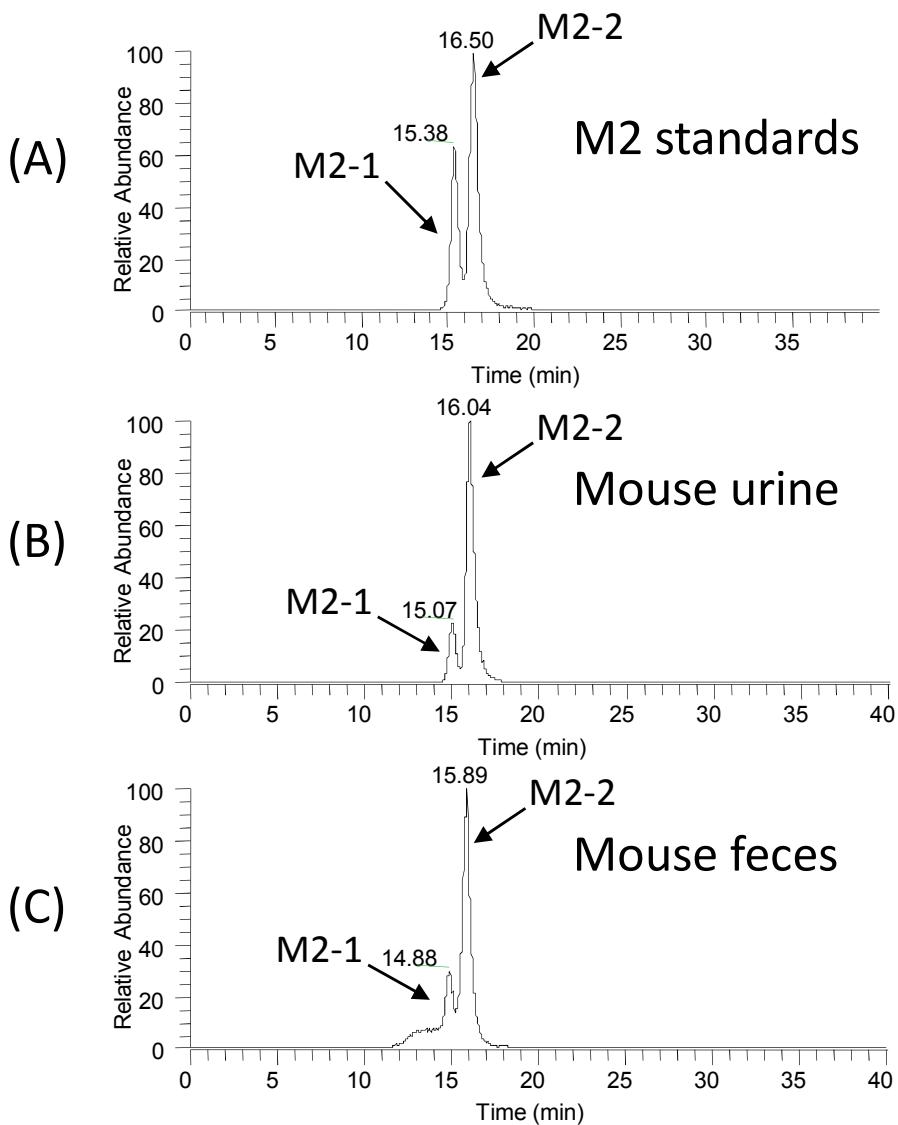 (A)
M2 standards
M2-1
M2-2
15.38
16.50
Relative Abundance
100
80
60
40
20
0
0 5 10 15 20 25 30 35
Time (min)
(B)
Mouse urine
M2-1
M2-2
15.07
16.04
Relative Abundance
100
80
60
40
20
0
0 5 10 15 20 25 30 35 40
Time (min)
(C)
Mouse feces
M2-1
M2-2
14.88
15.89
Relative Abundance
100
80
60
40
20
0
0 5 10 15 20 25 30 35 40
Time (min)